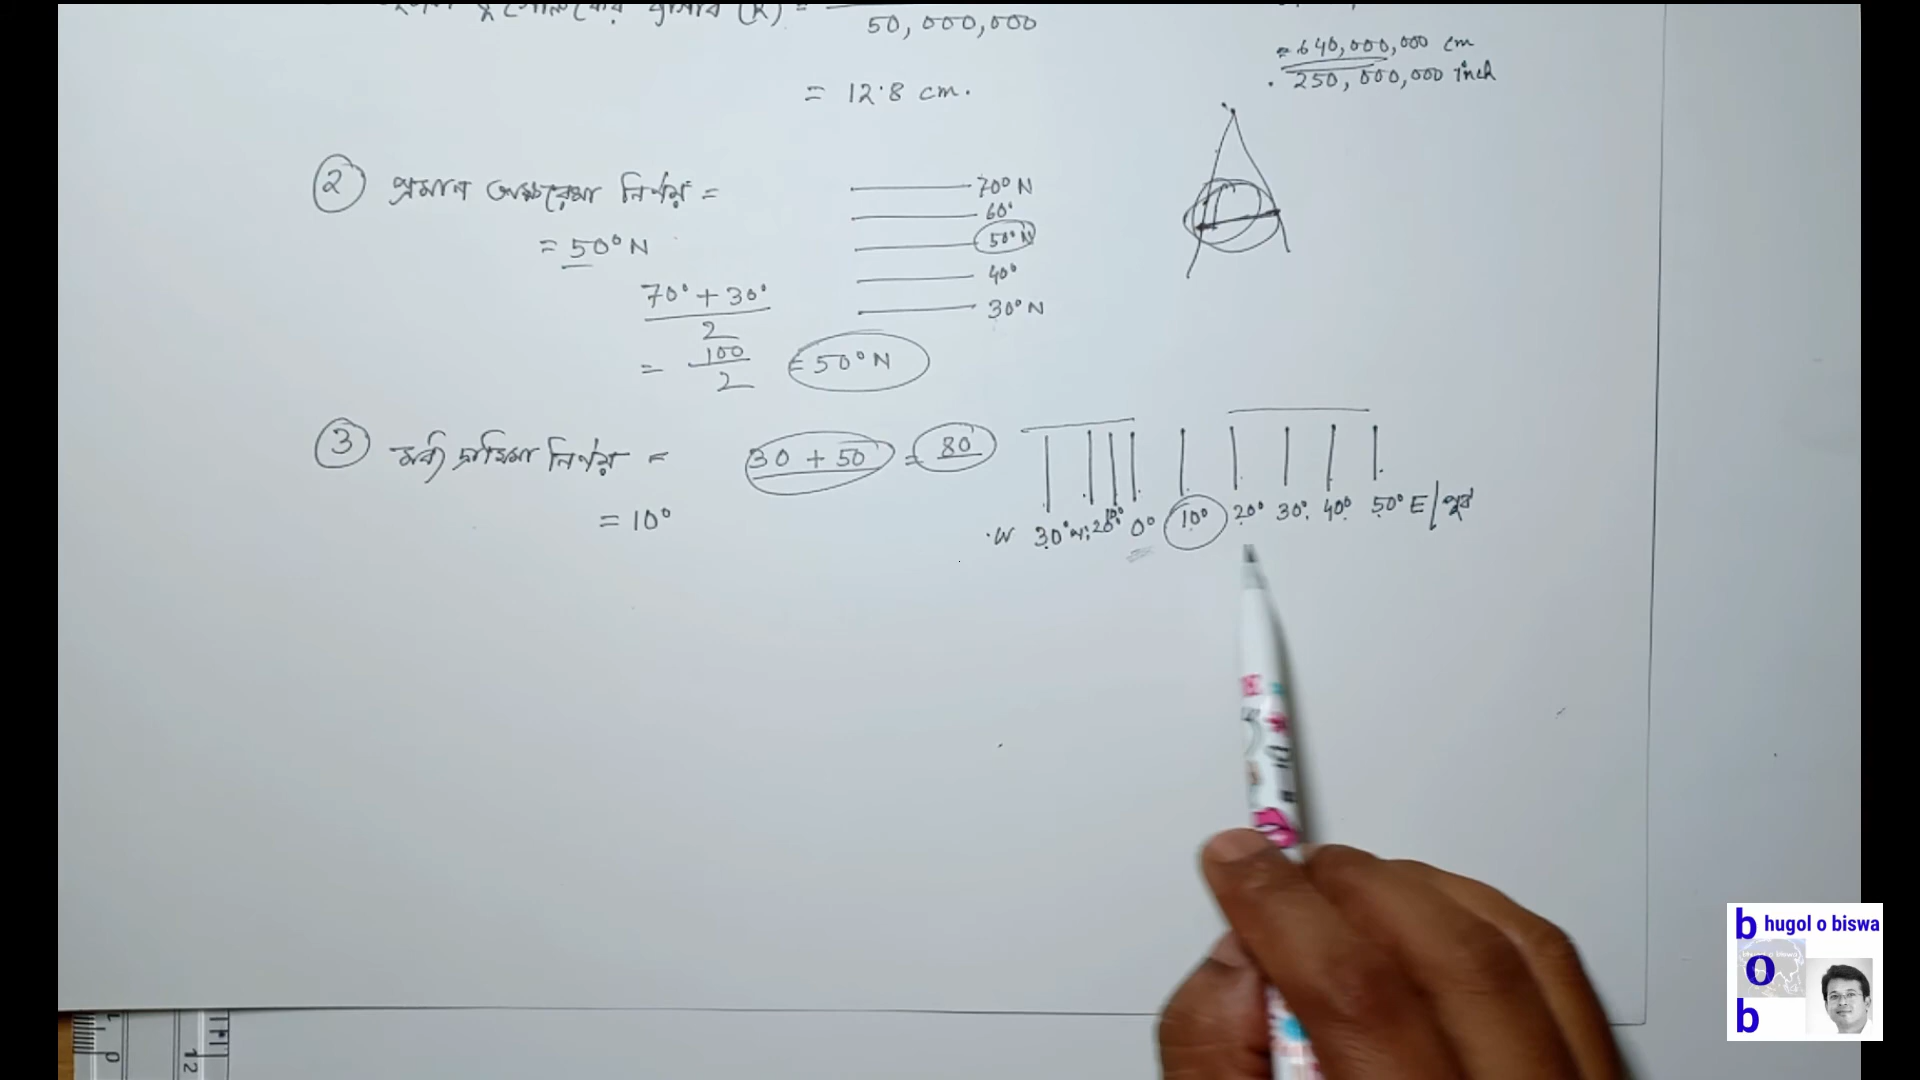 50,000,000
= 640,000,000 cm
250,000,000 inch
= 12.8 cm.
② প্রমাণ অক্ষরেখা নির্ণয় =
= 50° N
70° + 30°
2
= 100
2
= 50° N
70° N
60°
50° N
40°
30° N
③ মধ্য দ্রাঘিমা নির্ণয় =
30 + 50 = 80
= 10°
W 30° 20° 10° 0° 10° 20° 30° 40° 50° E/পূর্ব
b hugol o biswa
o
b
0
12